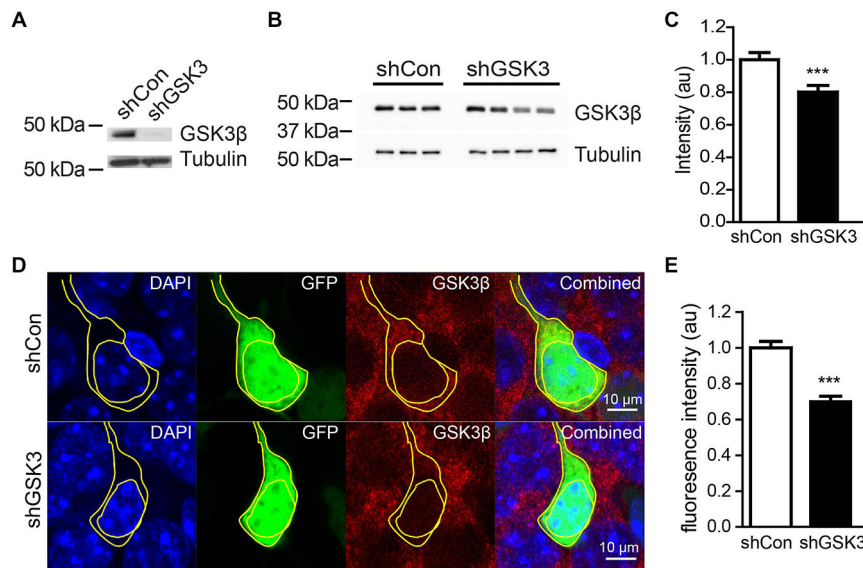 A
shCon
shGSK3
50 kDa
GSK3β
50 kDa
Tubulin
B
shCon
shGSK3
50 kDa
GSK3β
37 kDa
50 kDa
Tubulin
C
Intensity (au)
1.2
1.0
0.8
0.6
0.4
0.2
0.0
***
shCon
shGSK3
D
shCon
DAPI
GFP
GSK3β
Combined
10 µm
shGSK3
DAPI
GFP
GSK3β
Combined
10 µm
E
fluoresence intensity (au)
1.2
1.0
0.8
0.6
0.4
0.2
0.0
***
shCon
shGSK3